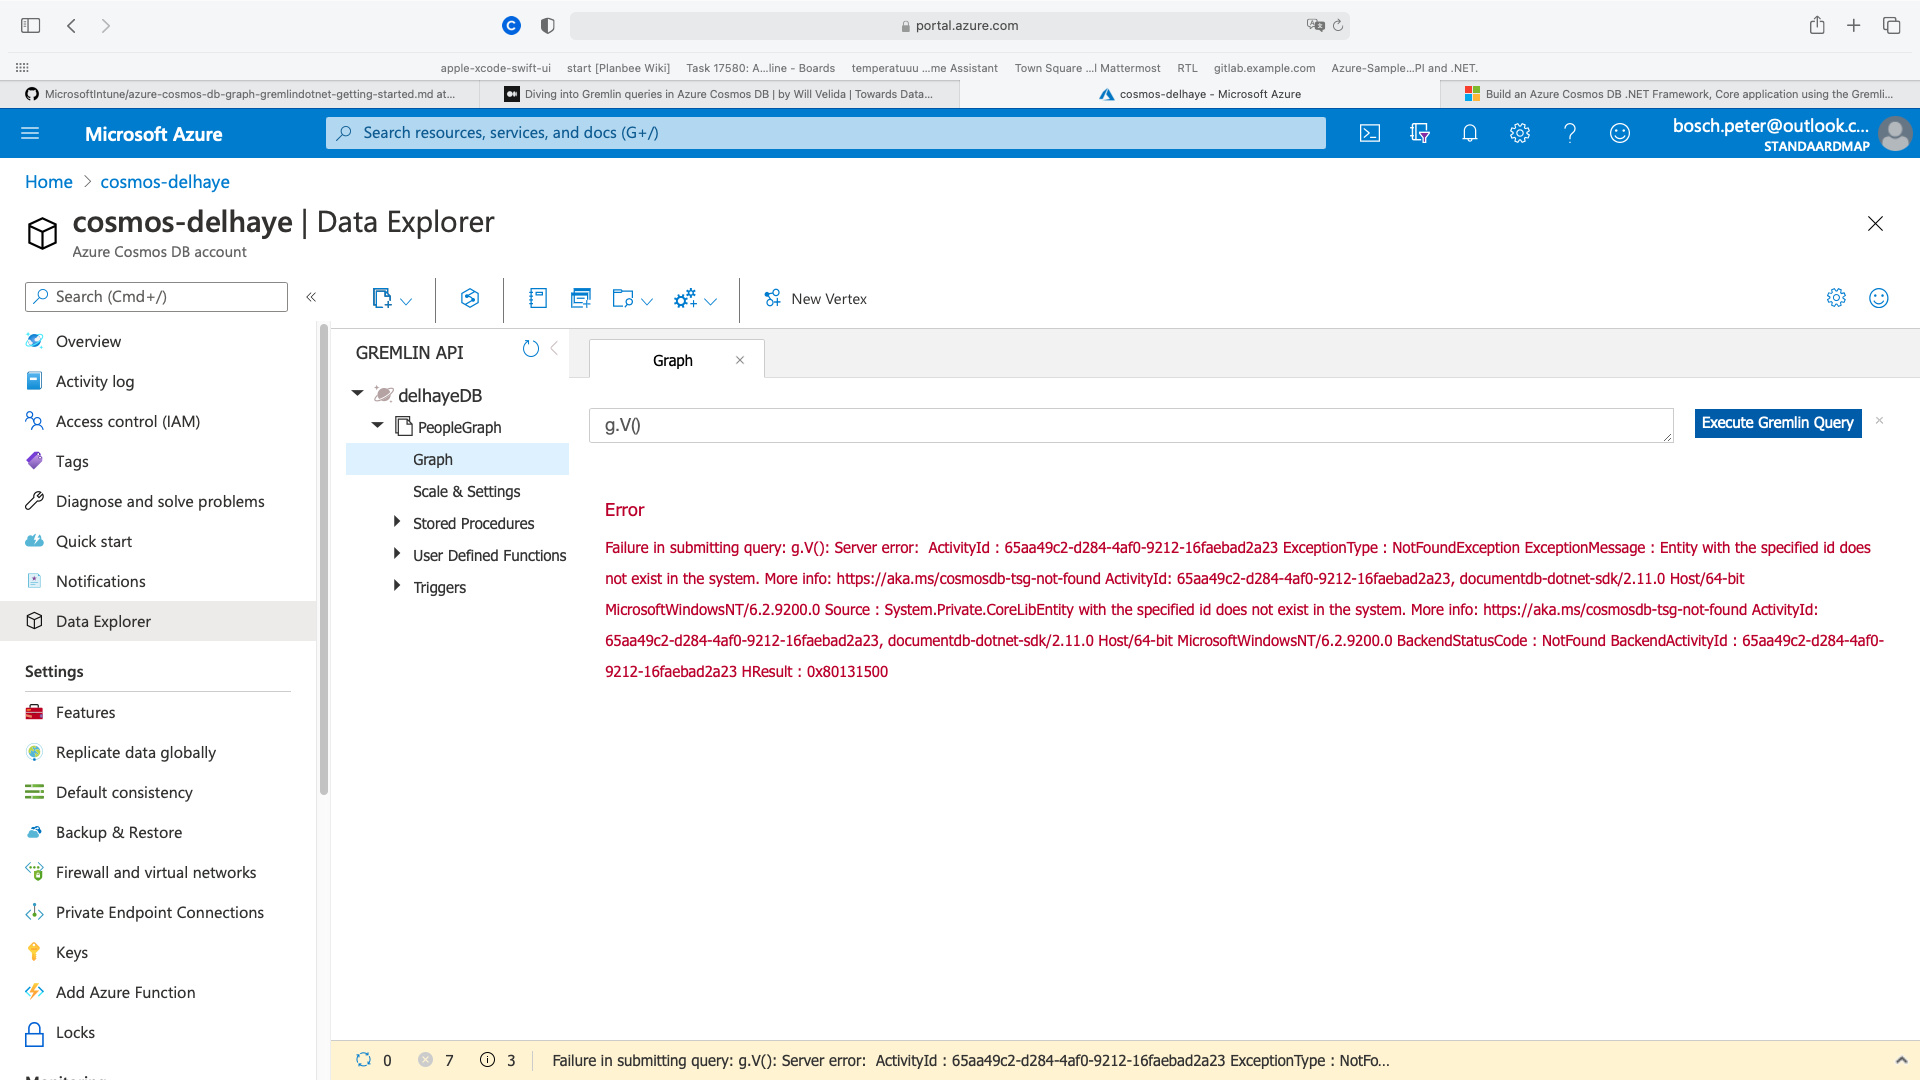 portal.azure.com
apple-xcode-swift-ui start [Planbee Wiki] Task 17580: A...line - Boards temperatuuu ...me Assistant Town Square ...l Mattermost RTL gitlab.example.com Azure-Sample...PI and .NET.
MicrosoftIntune/azure-cosmos-db-graph-gremlindotnet-getting-started.md at...
Diving into Gremlin queries in Azure Cosmos DB | by Will Velida | Towards Data...
cosmos-delhaye - Microsoft Azure
Build an Azure Cosmos DB .NET Framework, Core application using the Gremli...
Microsoft Azure
Search resources, services, and docs (G+/)
bosch.peter@outlook.c...
STANDAARDMAP
Home > cosmos-delhaye
cosmos-delhaye | Data Explorer
Azure Cosmos DB account
Search (Cmd+/)
«
New Vertex
Overview
Activity log
Access control (IAM)
Tags
Diagnose and solve problems
Quick start
Notifications
Data Explorer
Settings
Features
Replicate data globally
Default consistency
Backup & Restore
Firewall and virtual networks
Private Endpoint Connections
Keys
Add Azure Function
Locks
GREMLIN API
delhayeDB
PeopleGraph
Graph
Scale & Settings
Stored Procedures
User Defined Functions
Triggers
Graph
g.V()
Execute Gremlin Query
Error
Failure in submitting query: g.V(): Server error: ActivityId : 65aa49c2-d284-4af0-9212-16faebad2a23 ExceptionType : NotFoundException ExceptionMessage : Entity with the specified id does
not exist in the system. More info: https://aka.ms/cosmosdb-tsg-not-found ActivityId: 65aa49c2-d284-4af0-9212-16faebad2a23, documentdb-dotnet-sdk/2.11.0 Host/64-bit
MicrosoftWindowsNT/6.2.9200.0 Source : System.Private.CoreLibEntity with the specified id does not exist in the system. More info: https://aka.ms/cosmosdb-tsg-not-found ActivityId:
65aa49c2-d284-4af0-9212-16faebad2a23, documentdb-dotnet-sdk/2.11.0 Host/64-bit MicrosoftWindowsNT/6.2.9200.0 BackendStatusCode : NotFound BackendActivityId : 65aa49c2-d284-4af0-
9212-16faebad2a23 HResult : 0x80131500
0 7 3 Failure in submitting query: g.V(): Server error: ActivityId : 65aa49c2-d284-4af0-9212-16faebad2a23 ExceptionType : NotFo...